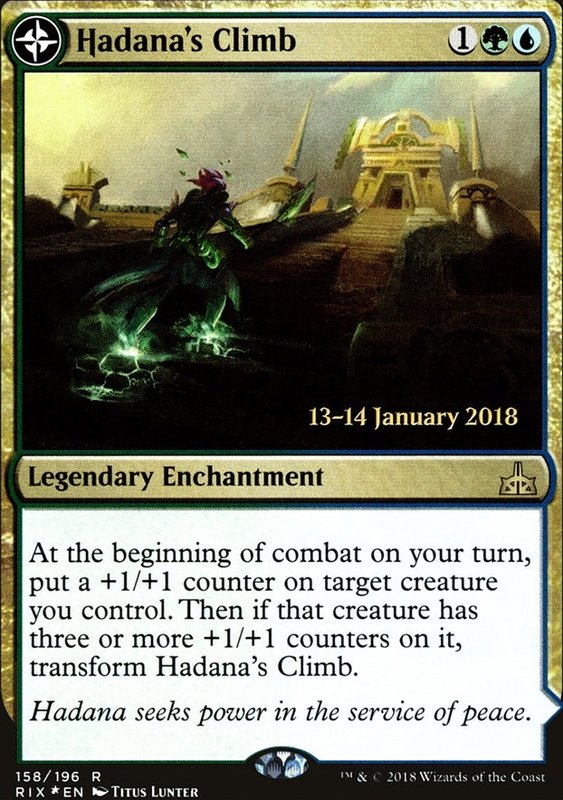 Hadana's Climb 1
13–14 January 2018
Legendary Enchantment
At the beginning of combat on your turn,
put a +1/+1 counter on target creature
you control. Then if that creature has
three or more +1/+1 counters on it,
transform Hadana's Climb.
Hadana seeks power in the service of peace.
158/196 R
RIX ★ EN Titus Lunter
™ & © 2018 Wizards of the Coast